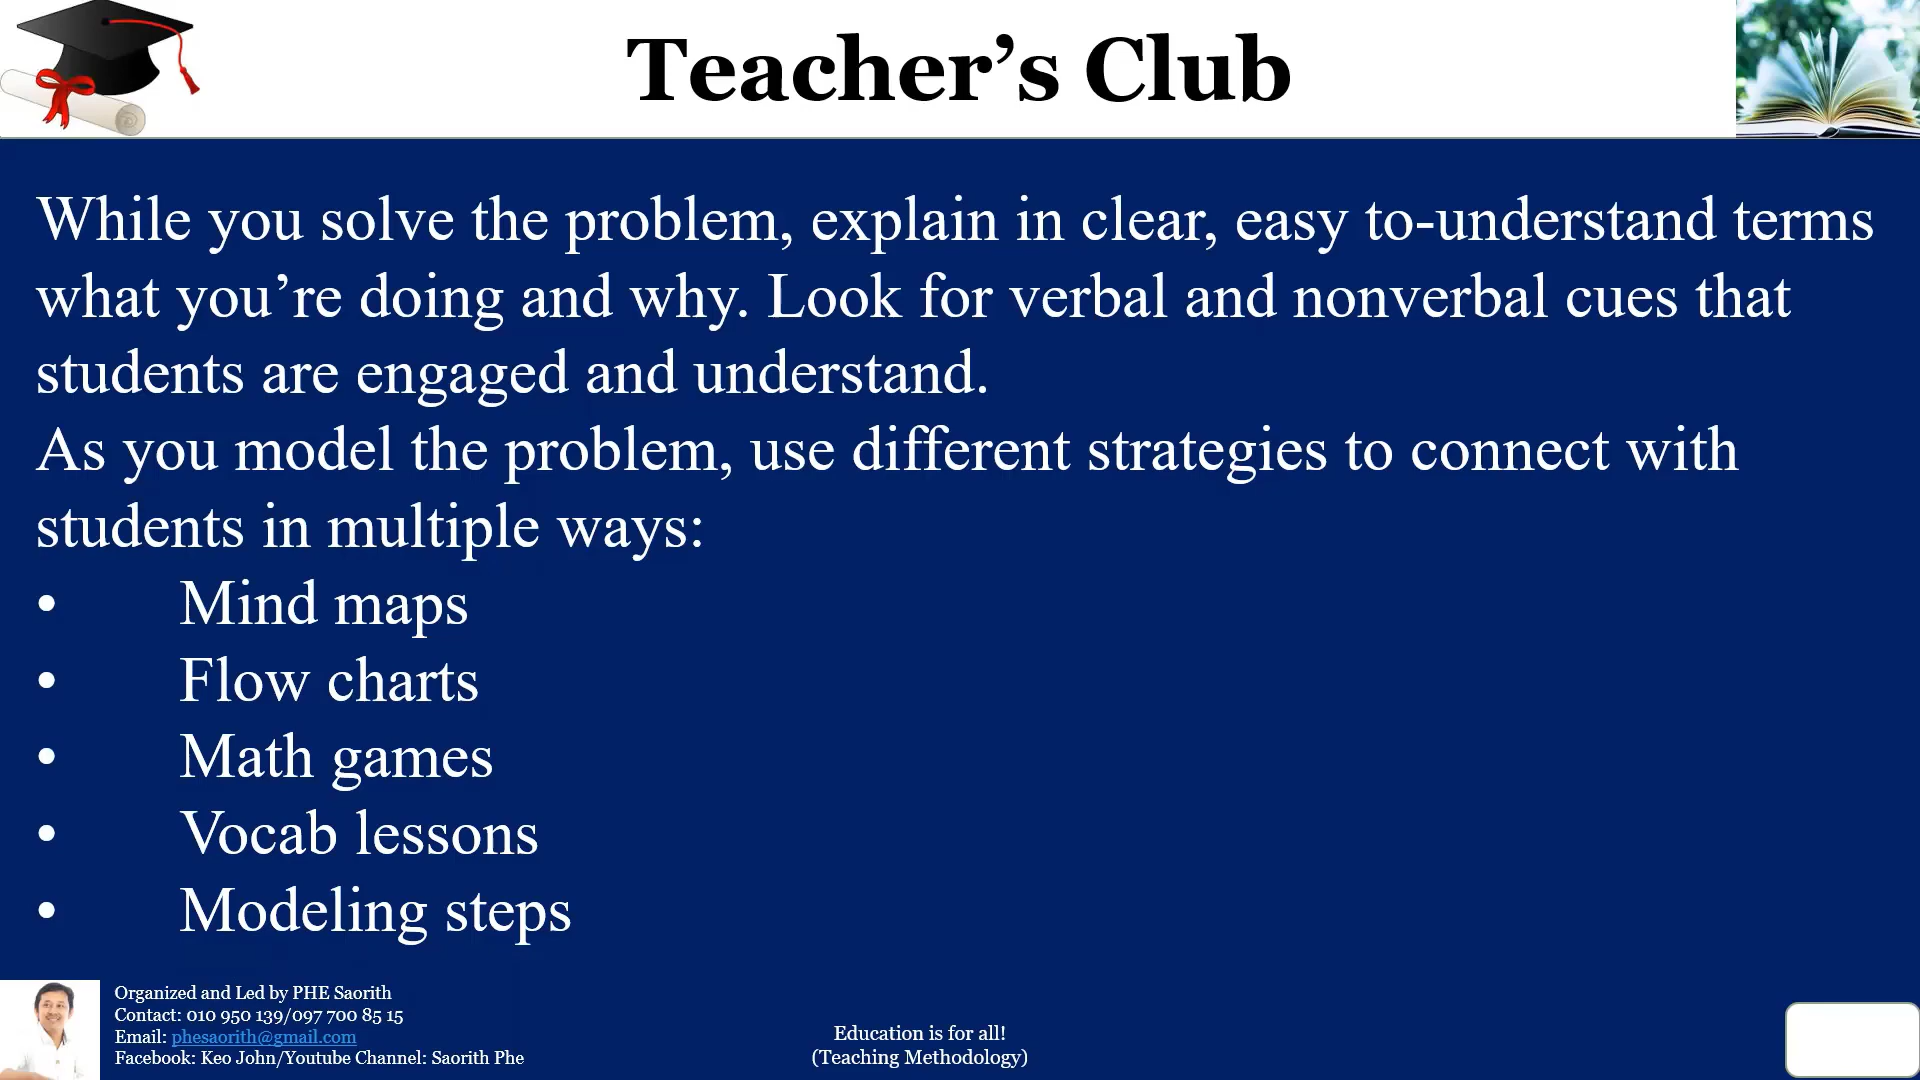 Teacher’s Club
While you solve the problem, explain in clear, easy to-understand terms
what you’re doing and why. Look for verbal and nonverbal cues that
students are engaged and understand.
As you model the problem, use different strategies to connect with
students in multiple ways:
• Mind maps
• Flow charts
• Math games
• Vocab lessons
• Modeling steps
Organized and Led by PHE Saorith
Contact: 010 950 139/097 700 85 15
Email: phesaorith@gmail.com
Facebook: Keo John/Youtube Channel: Saorith Phe
Education is for all!
(Teaching Methodology)